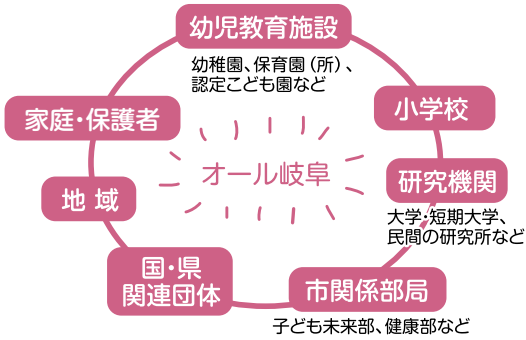 幼児教育施設
幼稚園、保育園（所）、
認定こども園など
家庭・保護者
小学校
オール岐阜
研究機関
大学・短期大学、
民間の研究所など
地域
国・県
関連団体
市関係部局
子ども未来部、健康部など